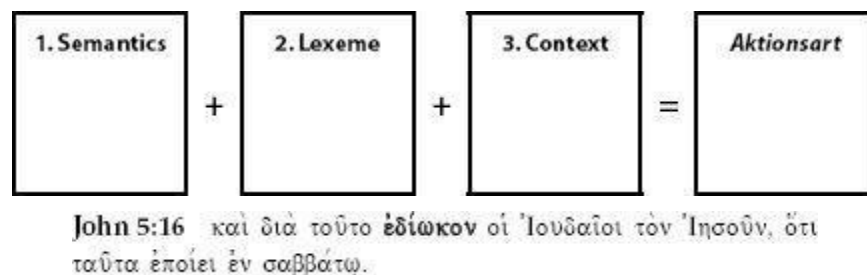 1. Semantics 2. Lexeme 3. Context Aktionsart
+ + =
John 5:16 καὶ διὰ τοῦτο ἐδίωκον οἱ Ἰουδαῖοι τὸν Ἰησοῦν, ὅτι
ταῦτα ἐποίει ἐν σαββάτῳ.